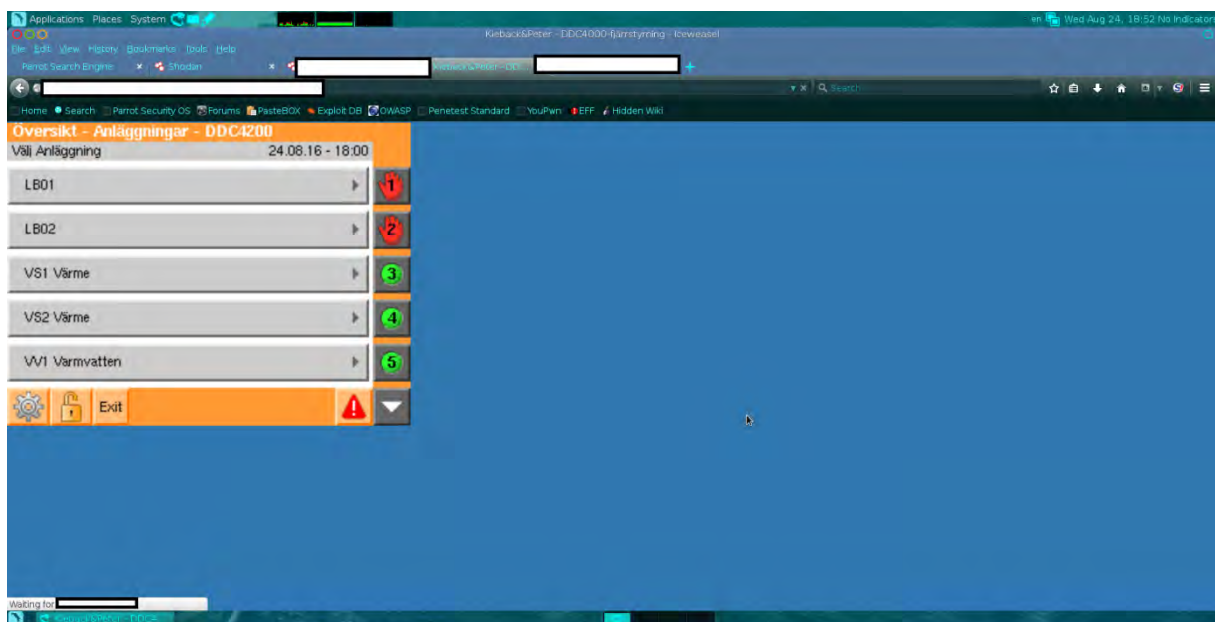 Applications Places System
en Wed Aug 24, 18:52 No Indicators
Kieback&Peter - DDC4000-fjärrstyrning - Iceweasel
File Edit View History Bookmarks Tools Help
Parrot Search Engine Shodan
Search
Home Search Parrot Security OS Forums PasteBOX Exploit DB OWASP Penetest Standard YouPwn EFF Hidden Wiki
Översikt - Anläggningar - DDC4200
Välj Anläggning 24.08.16 - 18:00
LB01 1
LB02 2
VS1 Värme 3
VS2 Värme 4
VV1 Varmvatten 5
Exit
Waiting for